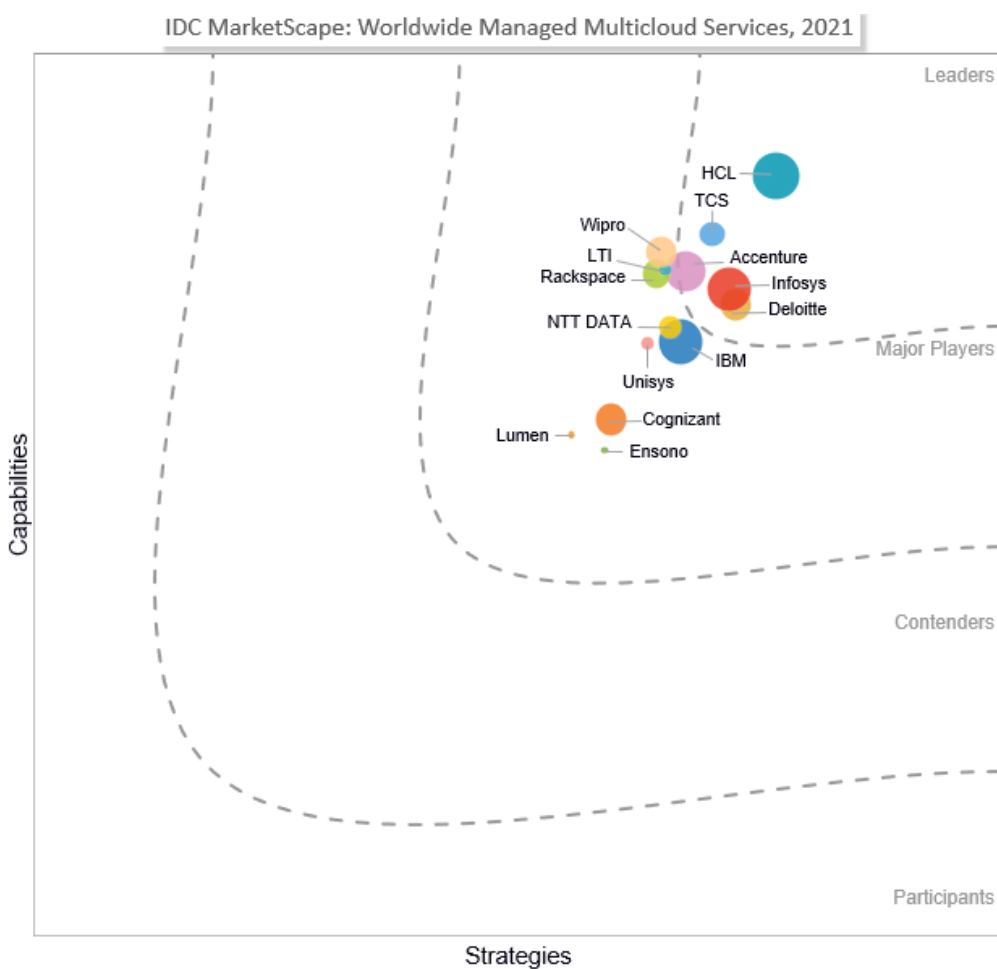 IDC MarketScape: Worldwide Managed Multicloud Services, 2021
Leaders
HCL
TCS
Wipro
LTI
Accenture
Rackspace
Infosys
Deloitte
NTT DATA
Major Players
IBM
Unisys
Cognizant
Lumen
Ensono
Capabilities
Contenders
Participants
Strategies